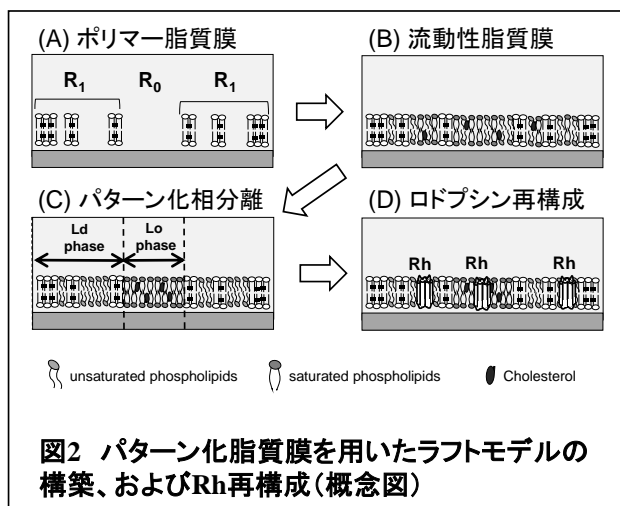 (A) ポリマー脂質膜
(B) 流動性脂質膜
R1 R0 R1
(C) パターン化相分離
(D) ロドプシン再構成
Ld phase
Lo phase
Rh Rh Rh
unsaturated phospholipids
saturated phospholipids
Cholesterol
図2 パターン化脂質膜を用いたラフトモデルの
構築、およびRh再構成(概念図)